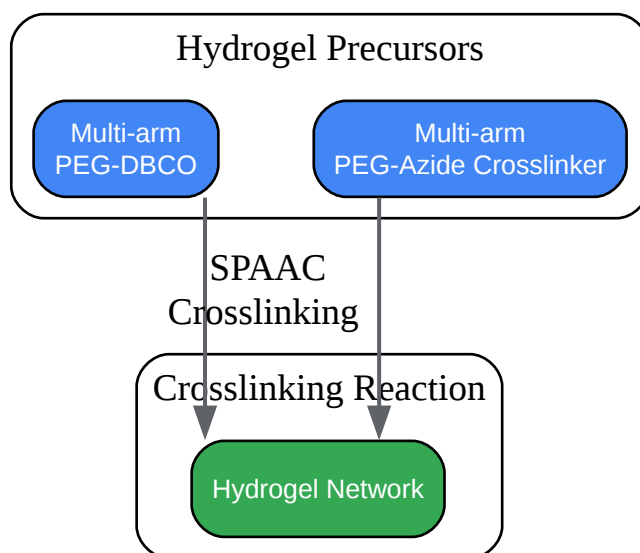 Hydrogel Precursors
Multi-arm
PEG-DBCO
Multi-arm
PEG-Azide Crosslinker
SPAAC
Crosslinking
Crosslinking Reaction
Hydrogel Network